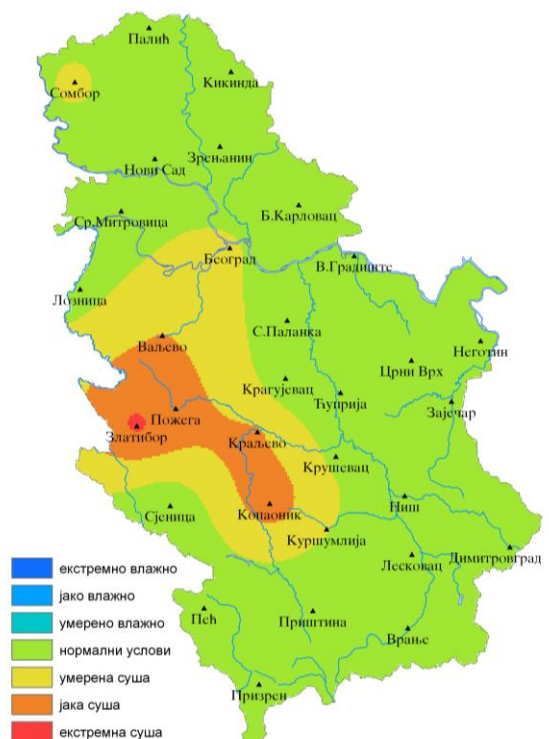 Палић
Кикинда
Сомбор
Зрењанин
Нови Сад
Б.Карловац
Ср.Митровица
Београд
В.Градиште
Лозница
С.Паланка
Ваљево
Неготин
Црни Врх
Крагујевац
Ћуприја
Зајечар
Пожега
Златибор
Краљево
Крушевац
Ниш
Сјеница
Копаоник
Куршумлија
Димитровград
Лесковац
Пећ
Приштина
Врање
Призрен
екстремно влажно
јако влажно
умерено влажно
нормални услови
умерена суша
јака суша
екстремна суша